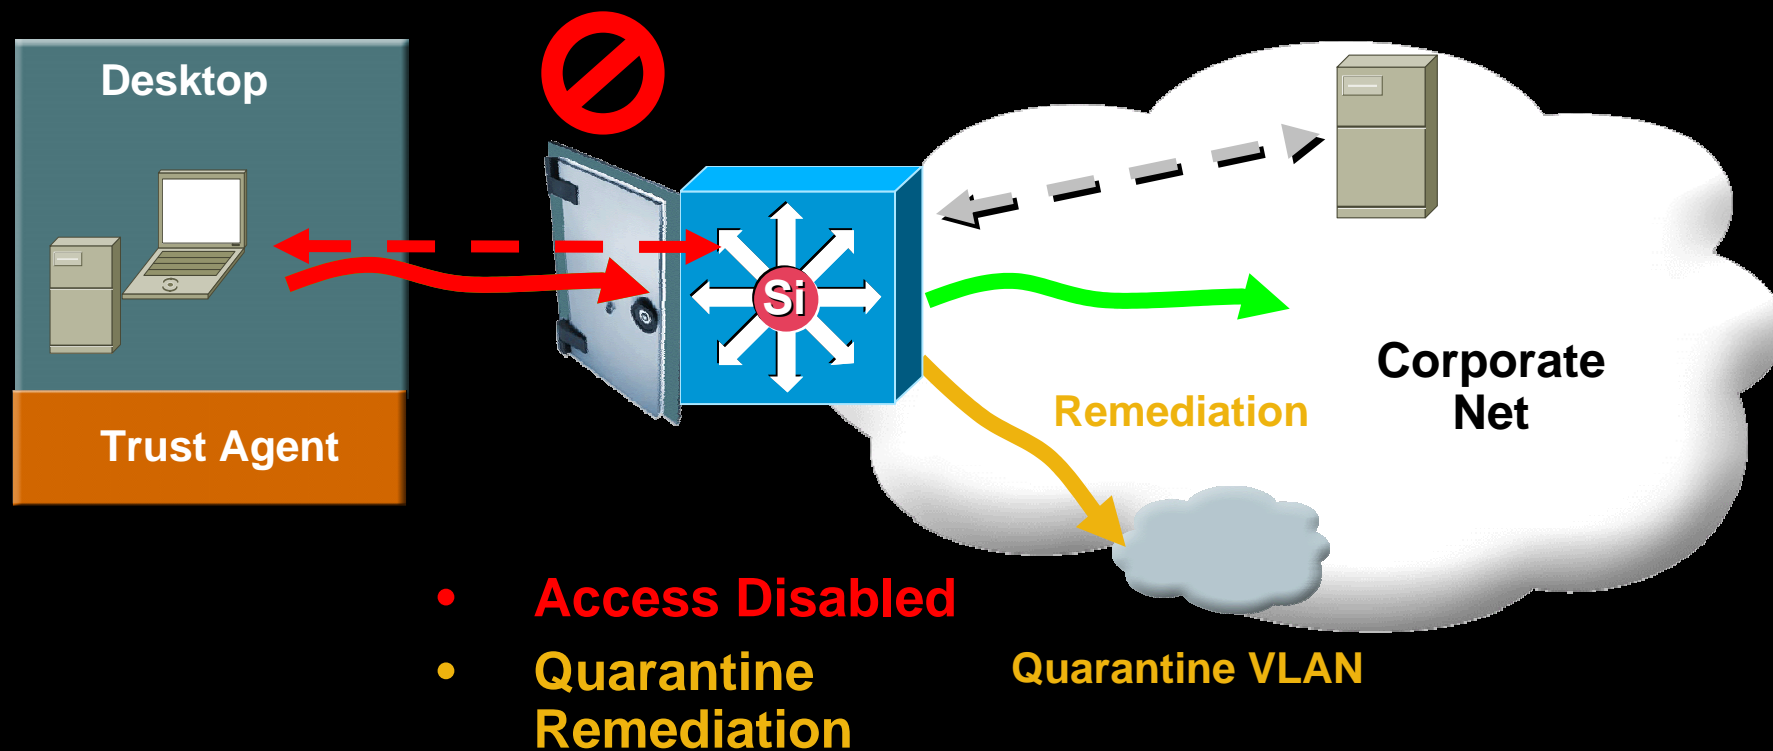 Desktop
Trust Agent
Si
Corporate
Net
Remediation
• Access Disabled
• Quarantine
Remediation
Quarantine VLAN